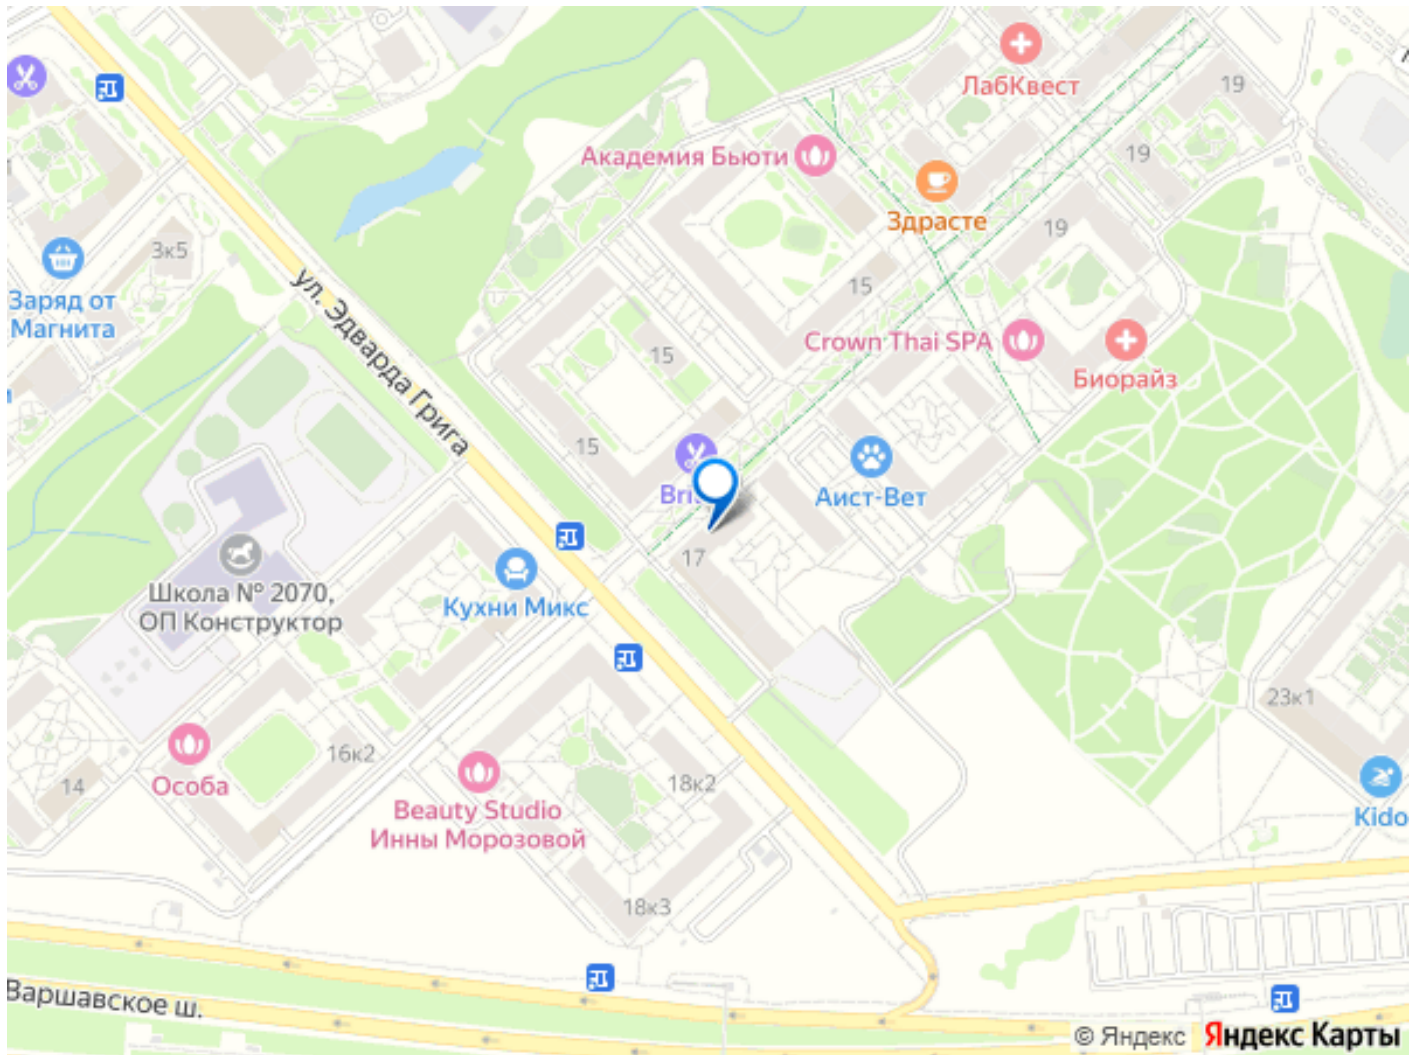 ЛабКвест
19
19
Академия Бьюти
Здрасте
19
3к5
Заряд от
Магнита
ул. Эдварда Грига
15
15
Crown Thai SPA
Биорайз
15
Аист-Вет
17
Школа № 2070,
ОП Конструктор
Кухни Микс
23к1
16к2
Особа
14
18к2
Beauty Studio
Инны Морозовой
Kido
18к3
Варшавское ш.
© Яндекс
Яндекс Карты